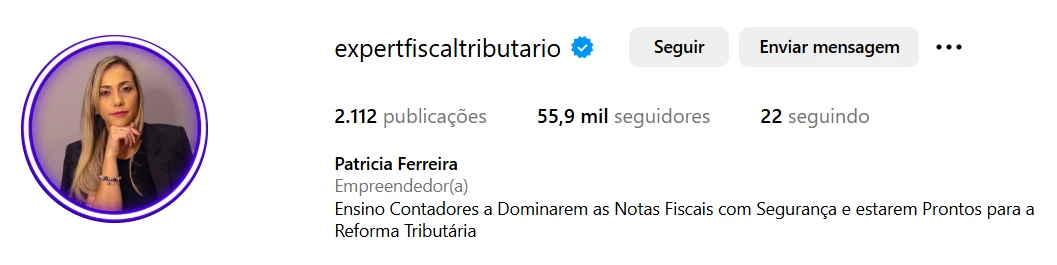 expertfiscaltributario Seguir Enviar mensagem
2.112 publicações 55,9 mil seguidores 22 seguindo
Patricia Ferreira
Empreendedor(a)
Ensino Contadores a Dominarem as Notas Fiscais com Segurança e estarem Prontos para a
Reforma Tributária